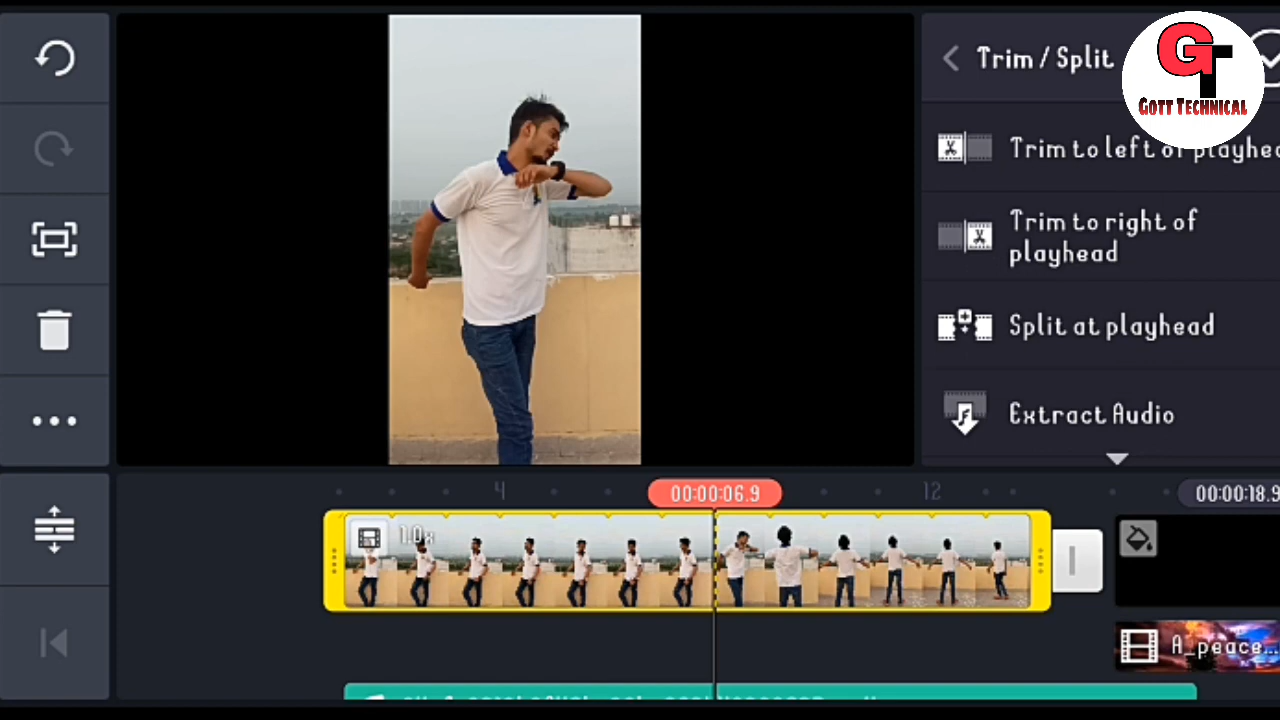 Trim / Split
GT
GOTT TECHNICAL
Trim to left of playhea
Trim to right of
playhead
Split at playhead
Extract Audio
4
00:00:06.9
12
00:00:18.9
1.0x
A_peace...